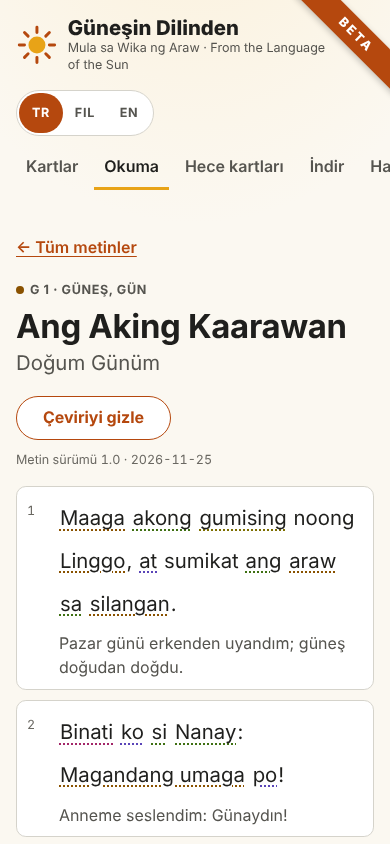 Güneşin Dilinden
Mula sa Wika ng Araw · From the Language
of the Sun
BETA
TR FIL EN
Kartlar Okuma Hece kartları İndir Ha
← Tüm metinler
G 1 · GÜNEŞ, GÜN
Ang Aking Kaarawan
Doğum Günüm
Çeviriyi gizle
Metin sürümü 1.0 · 2026-11-25
1
Maaga akong gumising noong
Linggo, at sumikat ang araw
sa silangan.
Pazar günü erkenden uyandım; güneş
doğudan doğdu.
2
Binati ko si Nanay:
Magandang umaga po!
Anneme seslendim: Günaydın!